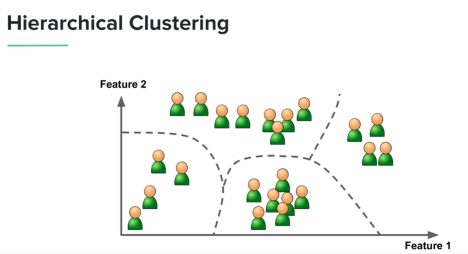 Hierarchical Clustering
Feature 2
Feature 1